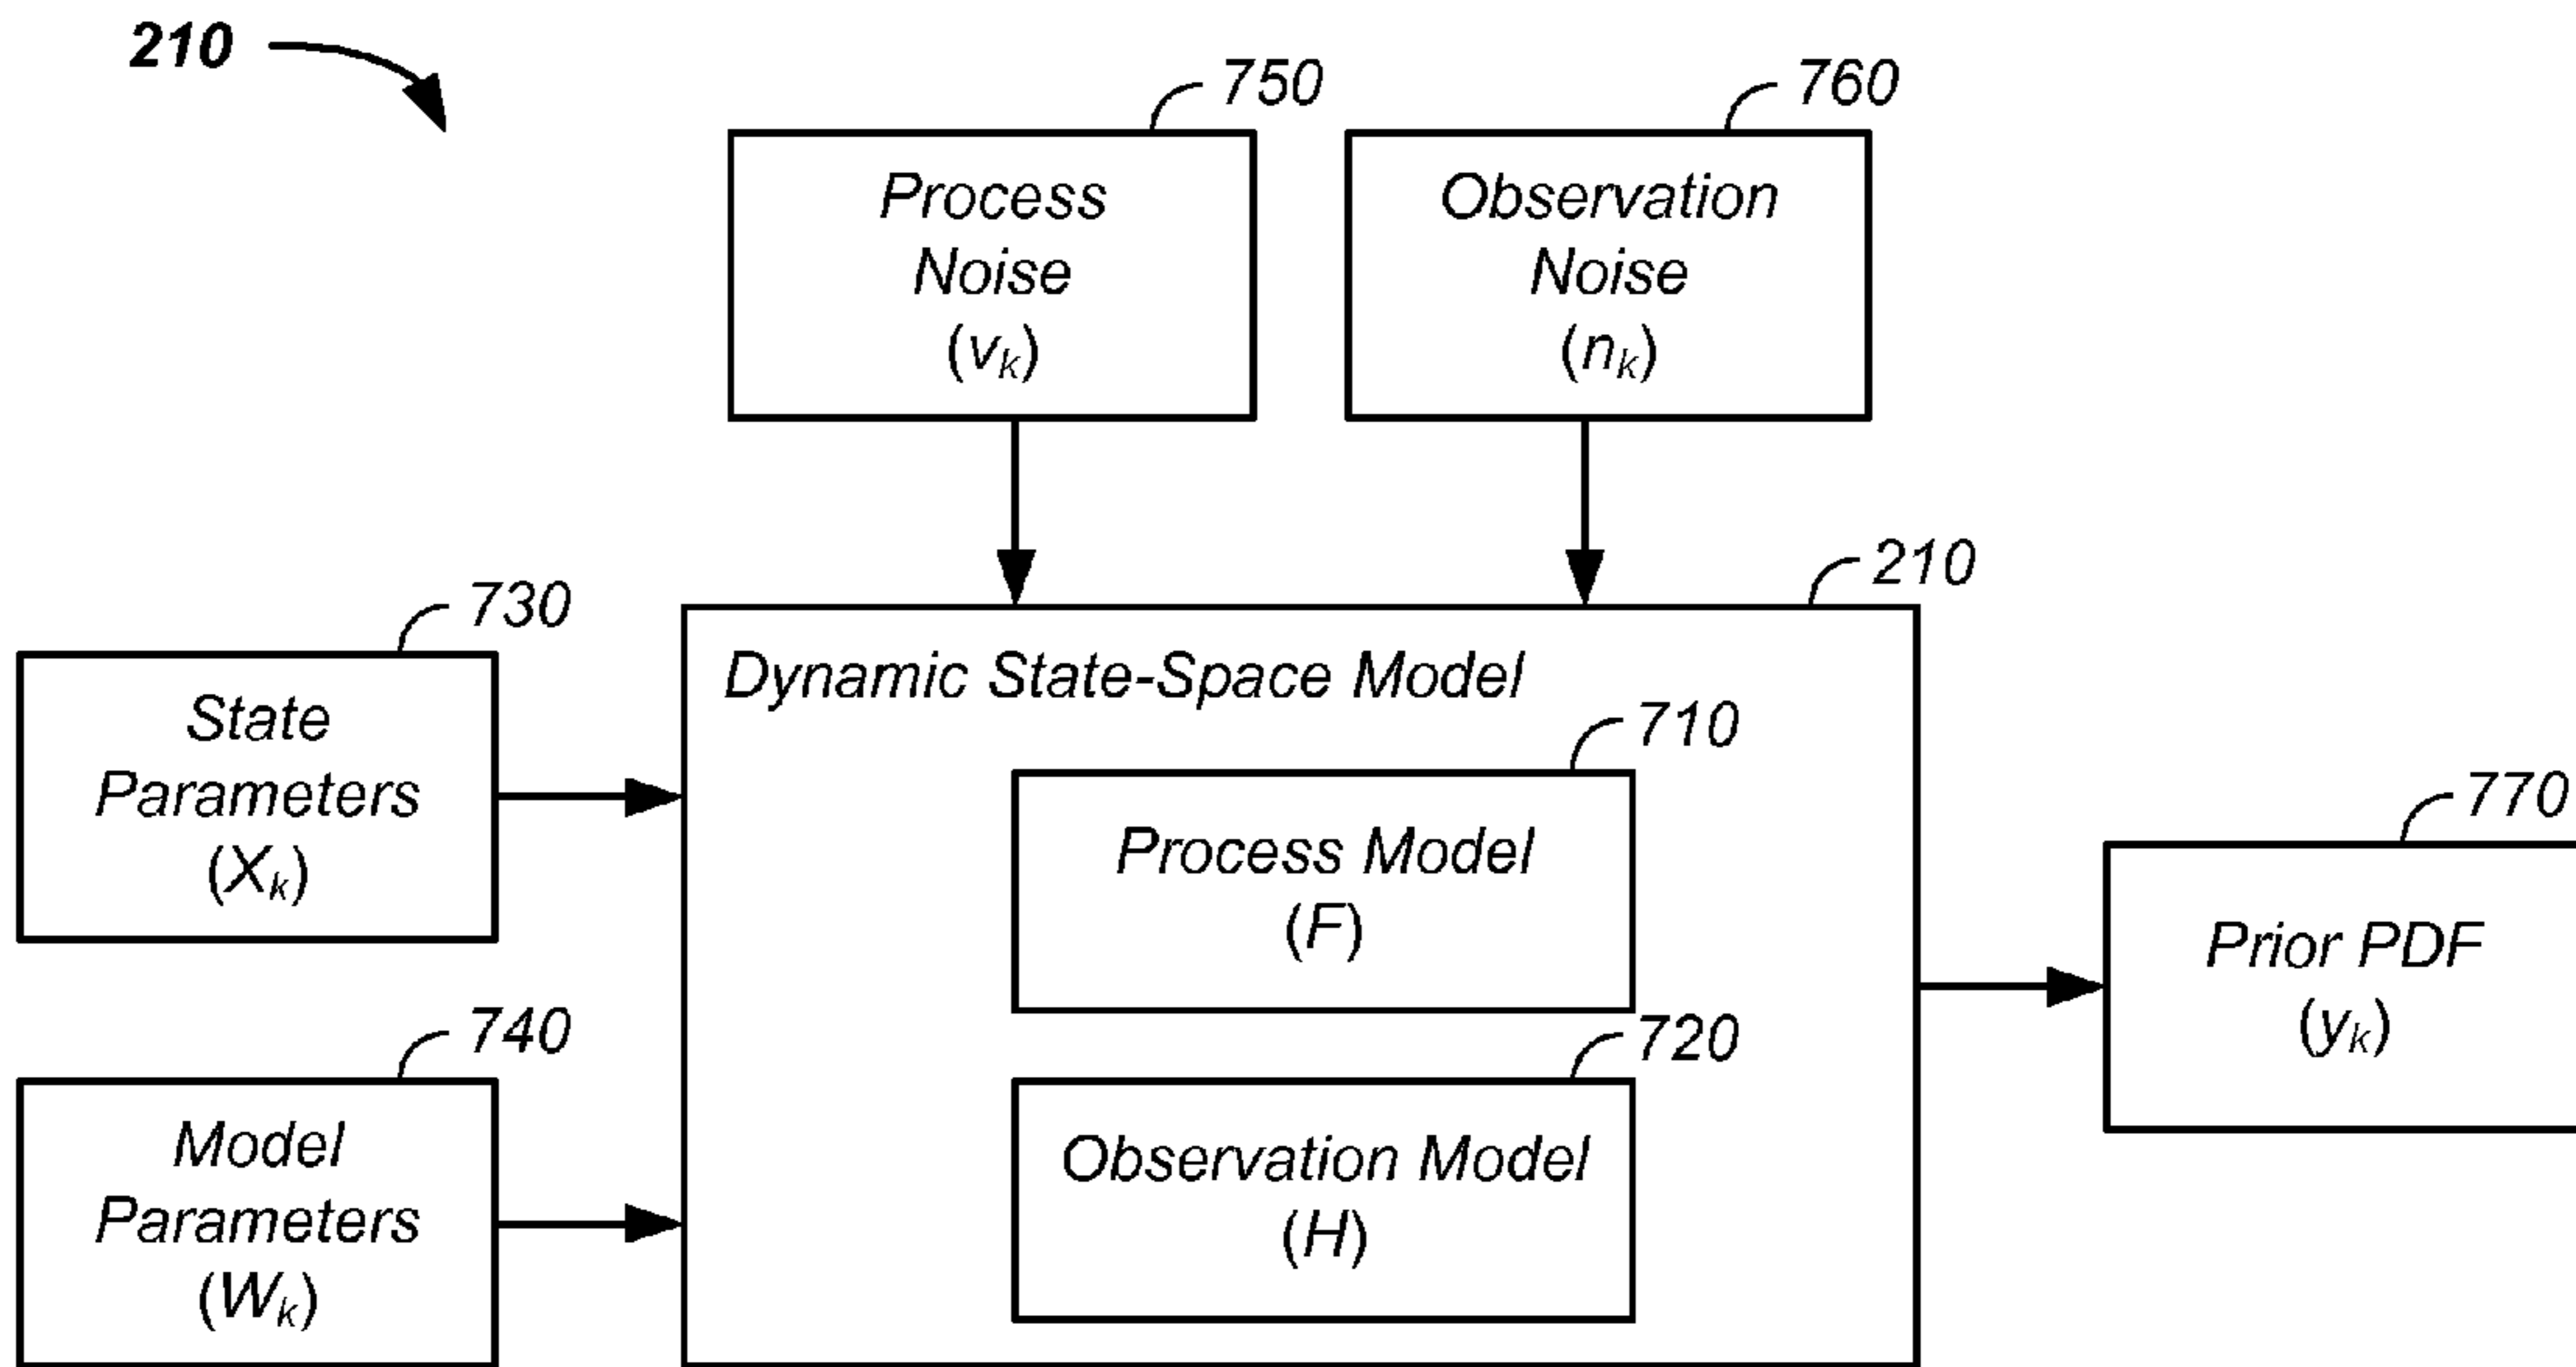 210
750
760
Process
Noise
(vk)
Observation
Noise
(nk)
210
730
State
Parameters
(Xk)
740
Model
Parameters
(Wk)
Dynamic State-Space Model
710
Process Model
(F)
720
Observation Model
(H)
770
Prior PDF
(yk)